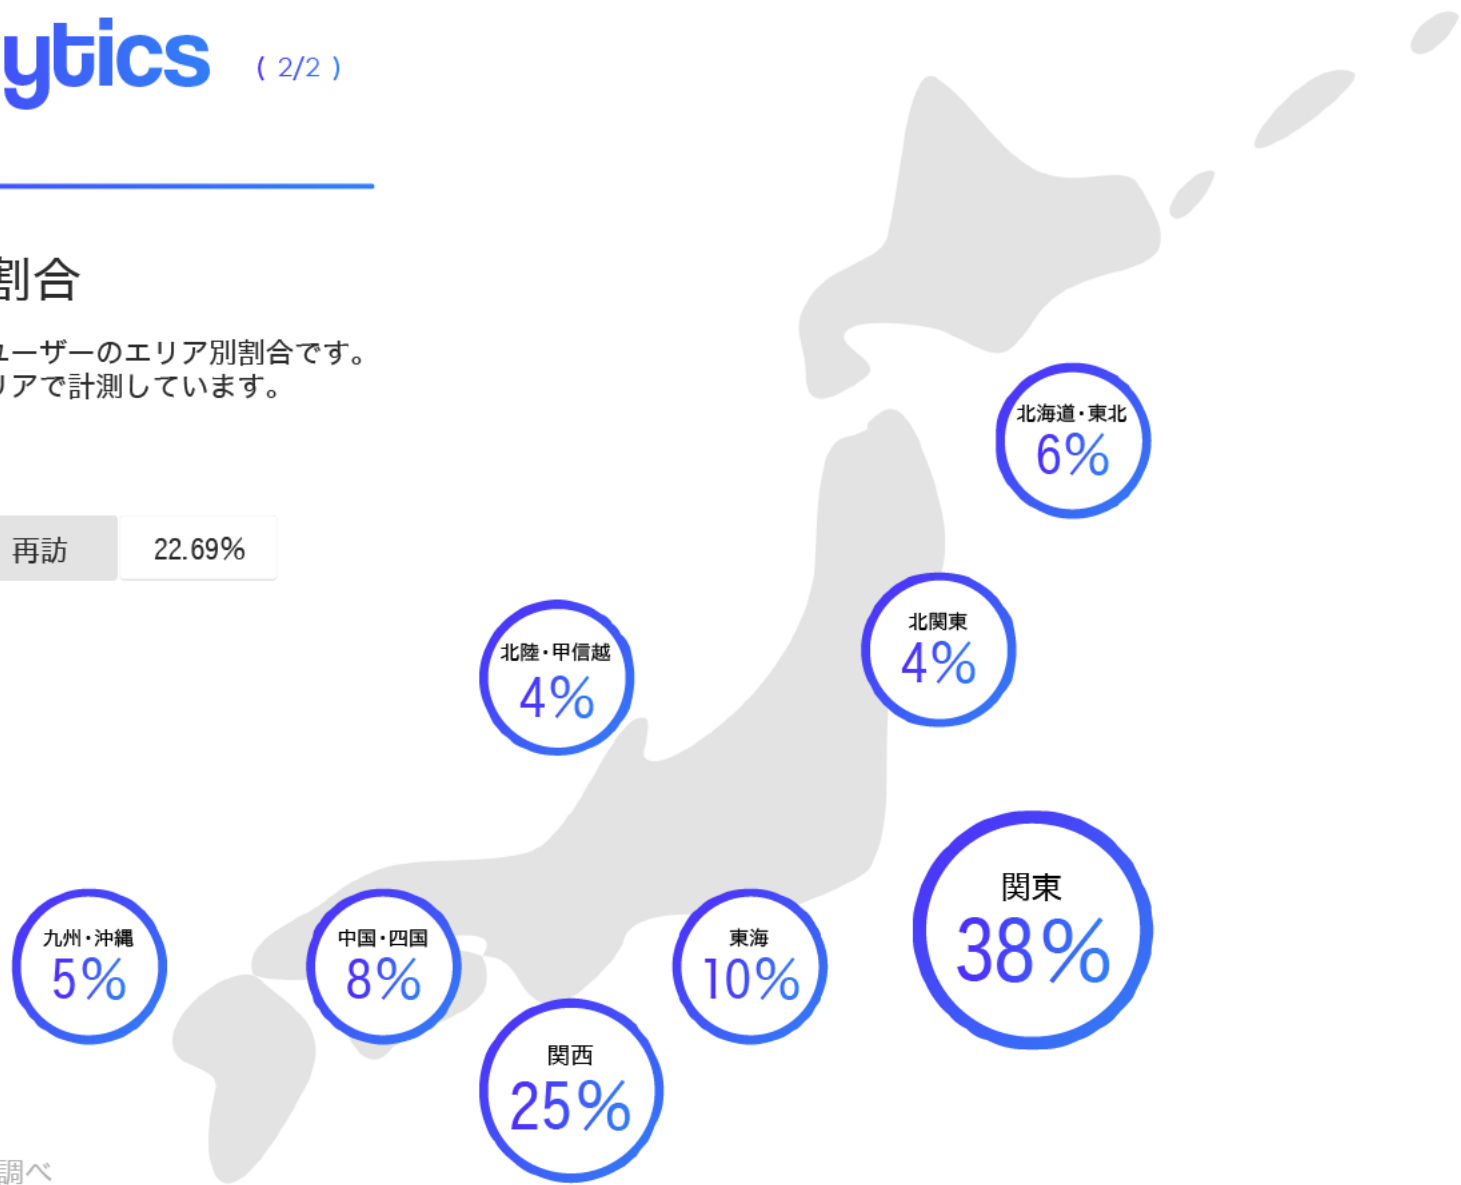 ytics ( 2/2 )
割合
ユーザーのエリア別割合です。
リアで計測しています。
北海道・東北
6%
再訪 22.69%
北関東
4%
北陸・甲信越
4%
関東
38%
九州・沖縄
5%
中国・四国
8%
東海
10%
関西
25%
調べ